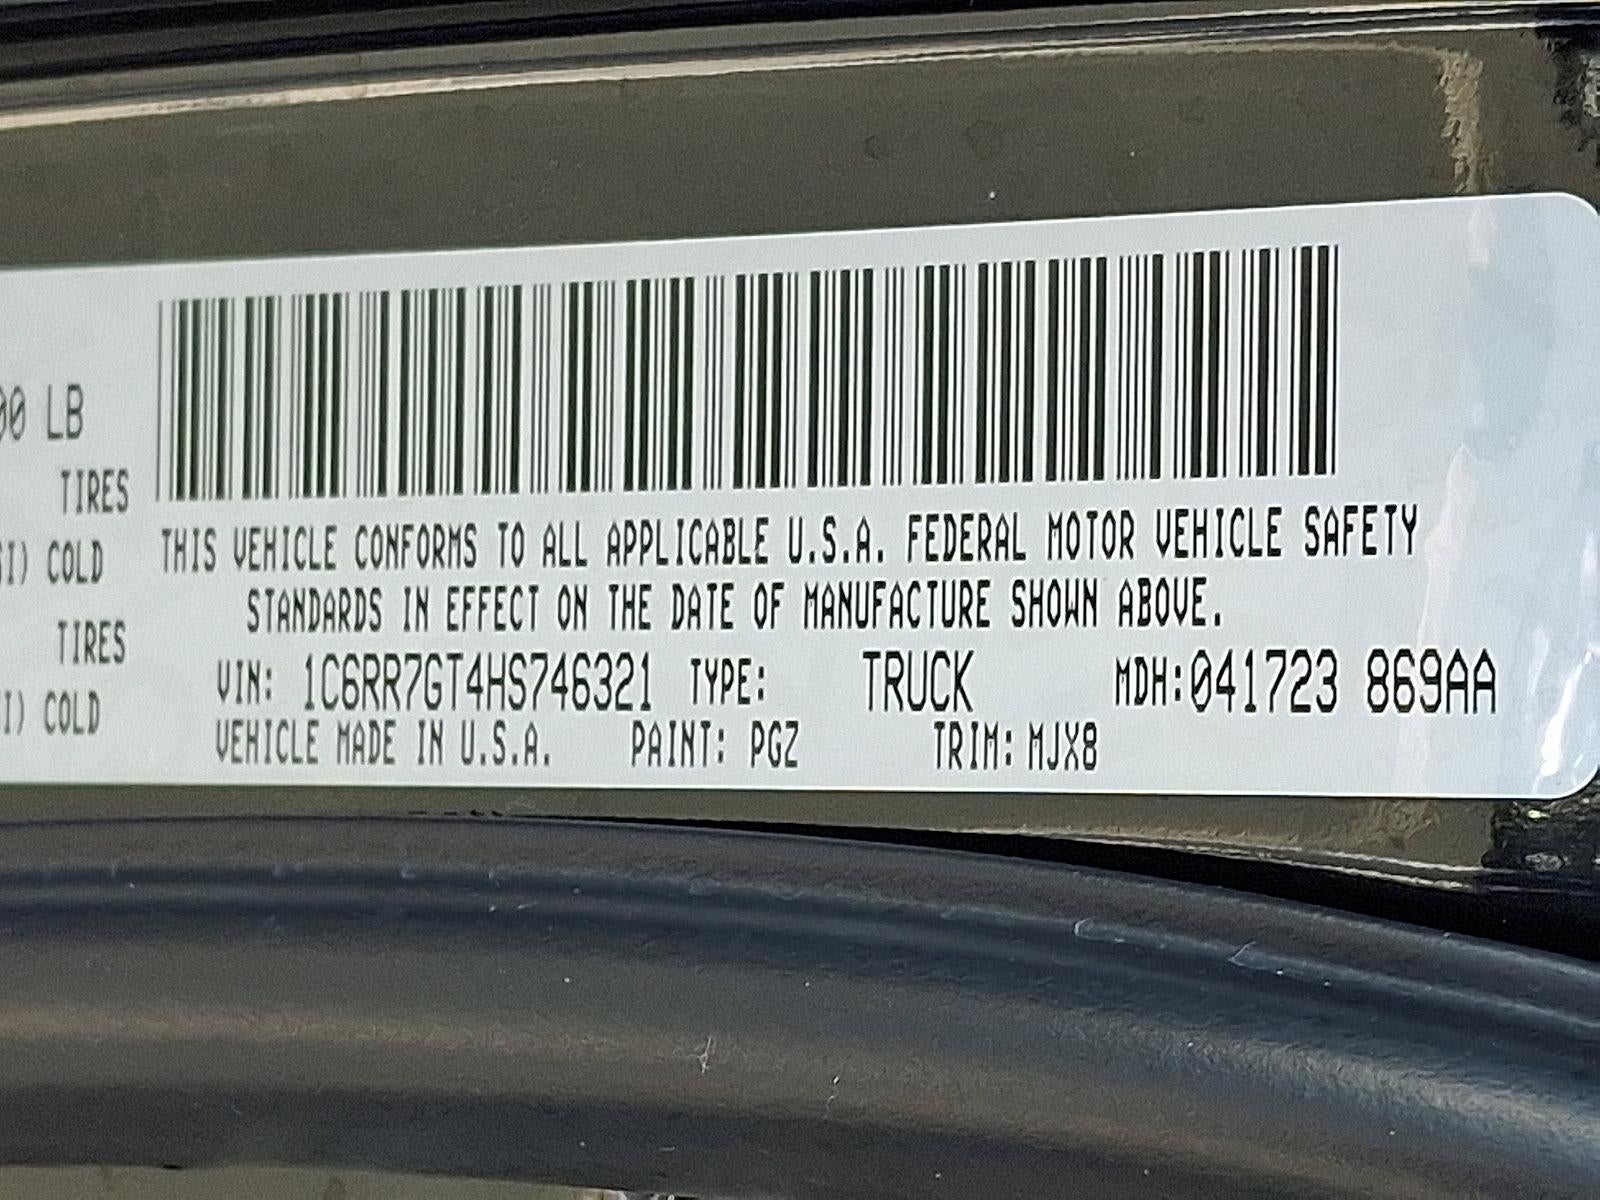 00 LB
TIRES
COLD
TIRES
COLD
THIS VEHICLE CONFORMS TO ALL APPLICABLE U.S.A. FEDERAL MOTOR VEHICLE SAFETY
STANDARDS IN EFFECT ON THE DATE OF MANUFACTURE SHOWN ABOVE.
VIN: 1C6RR7GT4HS746321 TYPE: TRUCK MDH:041723 869AA
VEHICLE MADE IN U.S.A. PAINT: PGZ TRIM: MJX8